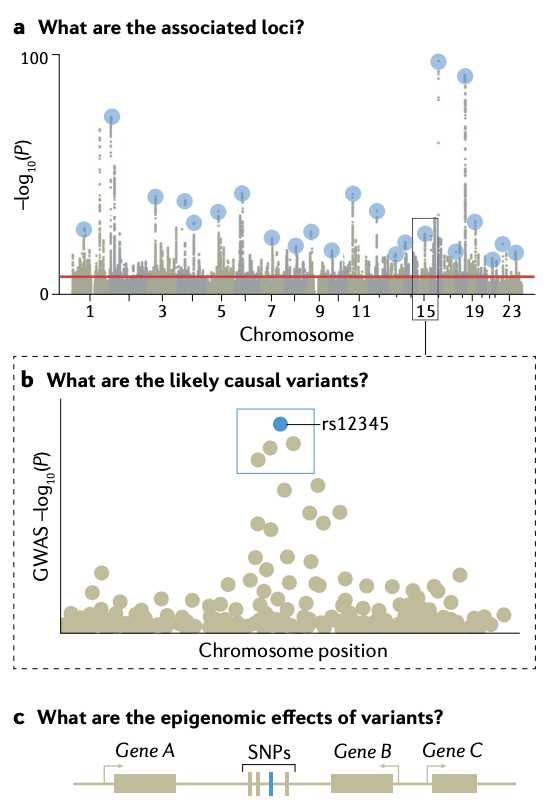 a What are the associated loci?
100
–log10(P)
0
1 3 5 7 9 11 15 19 23
Chromosome
b What are the likely causal variants?
rs12345
GWAS –log10(P)
Chromosome position
c What are the epigenomic effects of variants?
Gene A SNPs Gene B Gene C